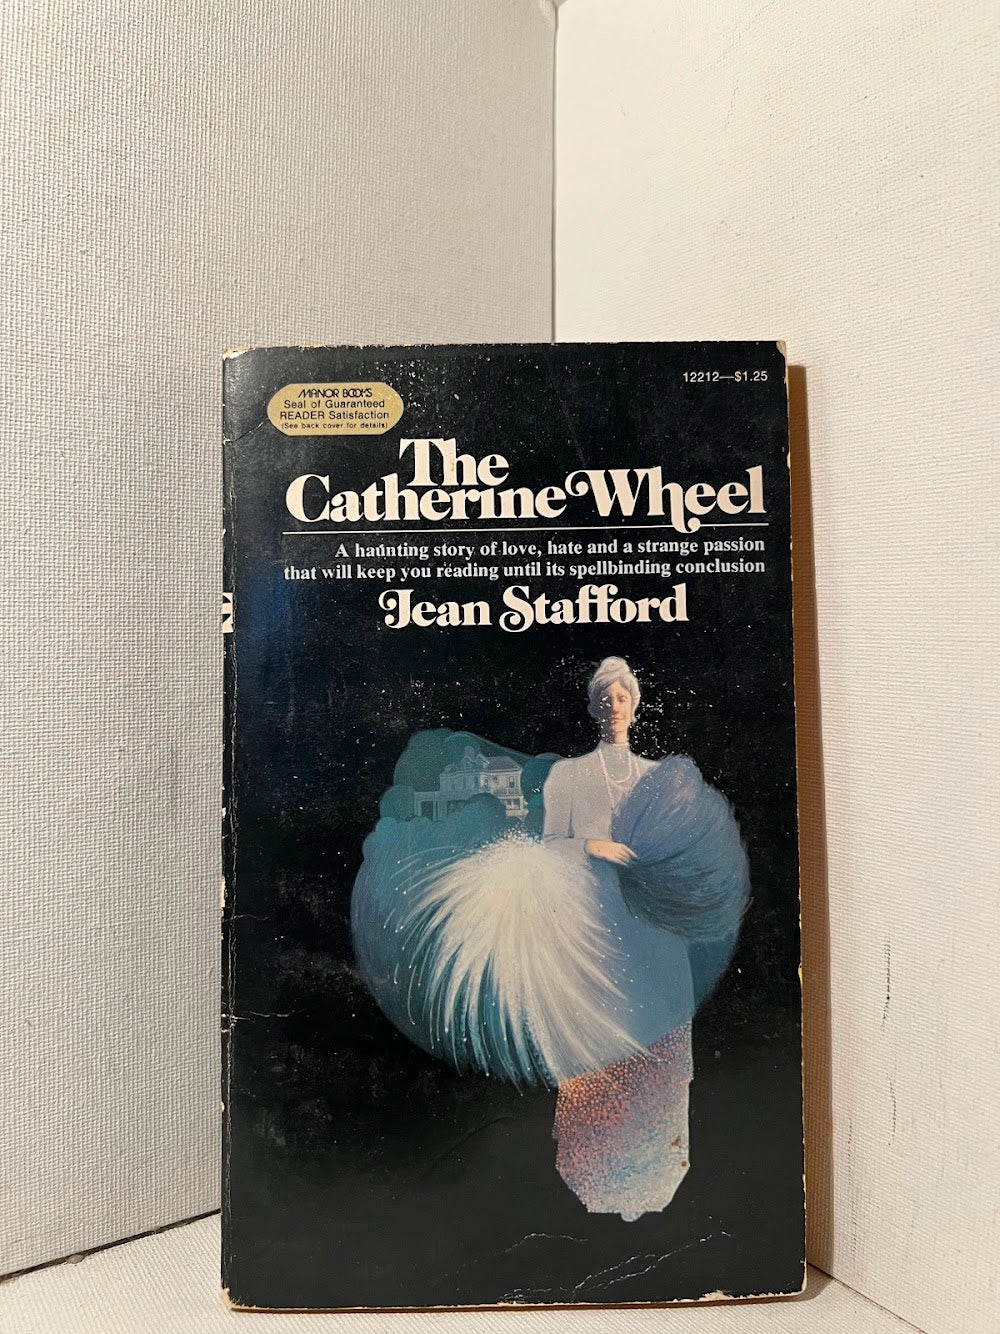 12212—$1.25
MANOR BOOKS
Seal of Guaranteed
READER Satisfaction
(See back cover for details)
The
Catherine Wheel
A haunting story of love, hate and a strange passion
that will keep you reading until its spellbinding conclusion
Jean Stafford